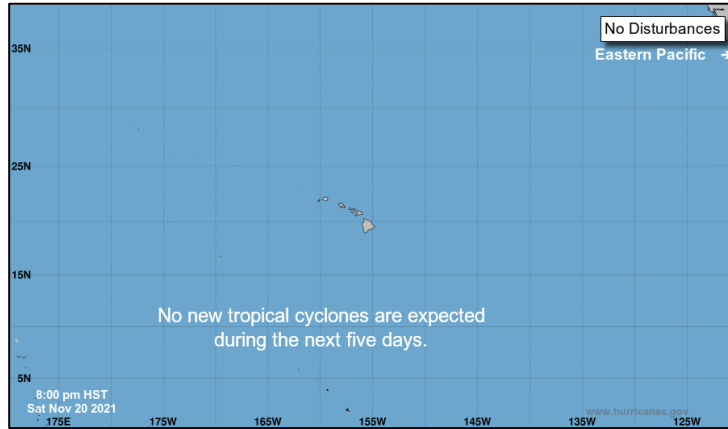 No Disturbances
35N
Eastern Pacific →
25N
15N
No new tropical cyclones are expected
during the next five days.
5N
8:00 pm HST
Sat Nov 20 2021
www.hurricanes.gov
175E 175W 165W 155W 145W 135W 125W